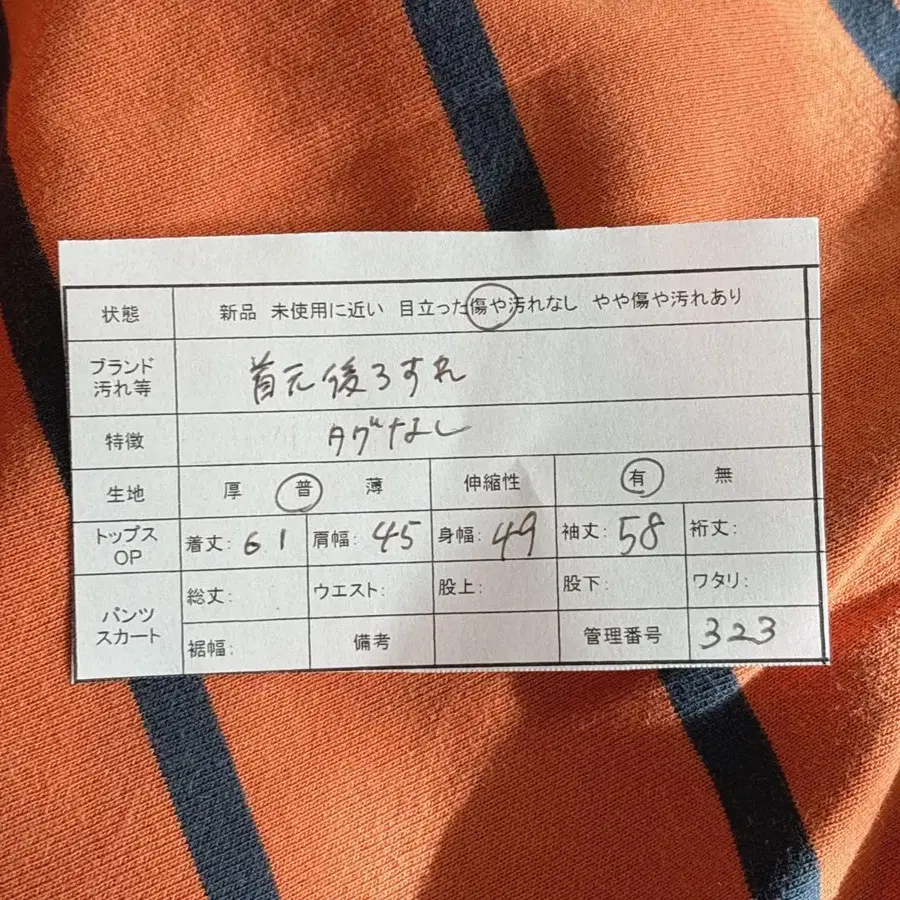 状態 新品 未使用に近い 目立った傷や汚れなし やや傷や汚れあり
ブランド
汚れ等
首元後ろすれ
特徴 タグなし
生地 厚 普 薄 伸縮性 有 無
トップス
OP
着丈: 61 肩幅: 45 身幅: 49 袖丈: 58 裄丈:
パンツ
スカート
総丈: ウエスト: 股上: 股下: ワタリ:
裾幅: 備考 管理番号 323